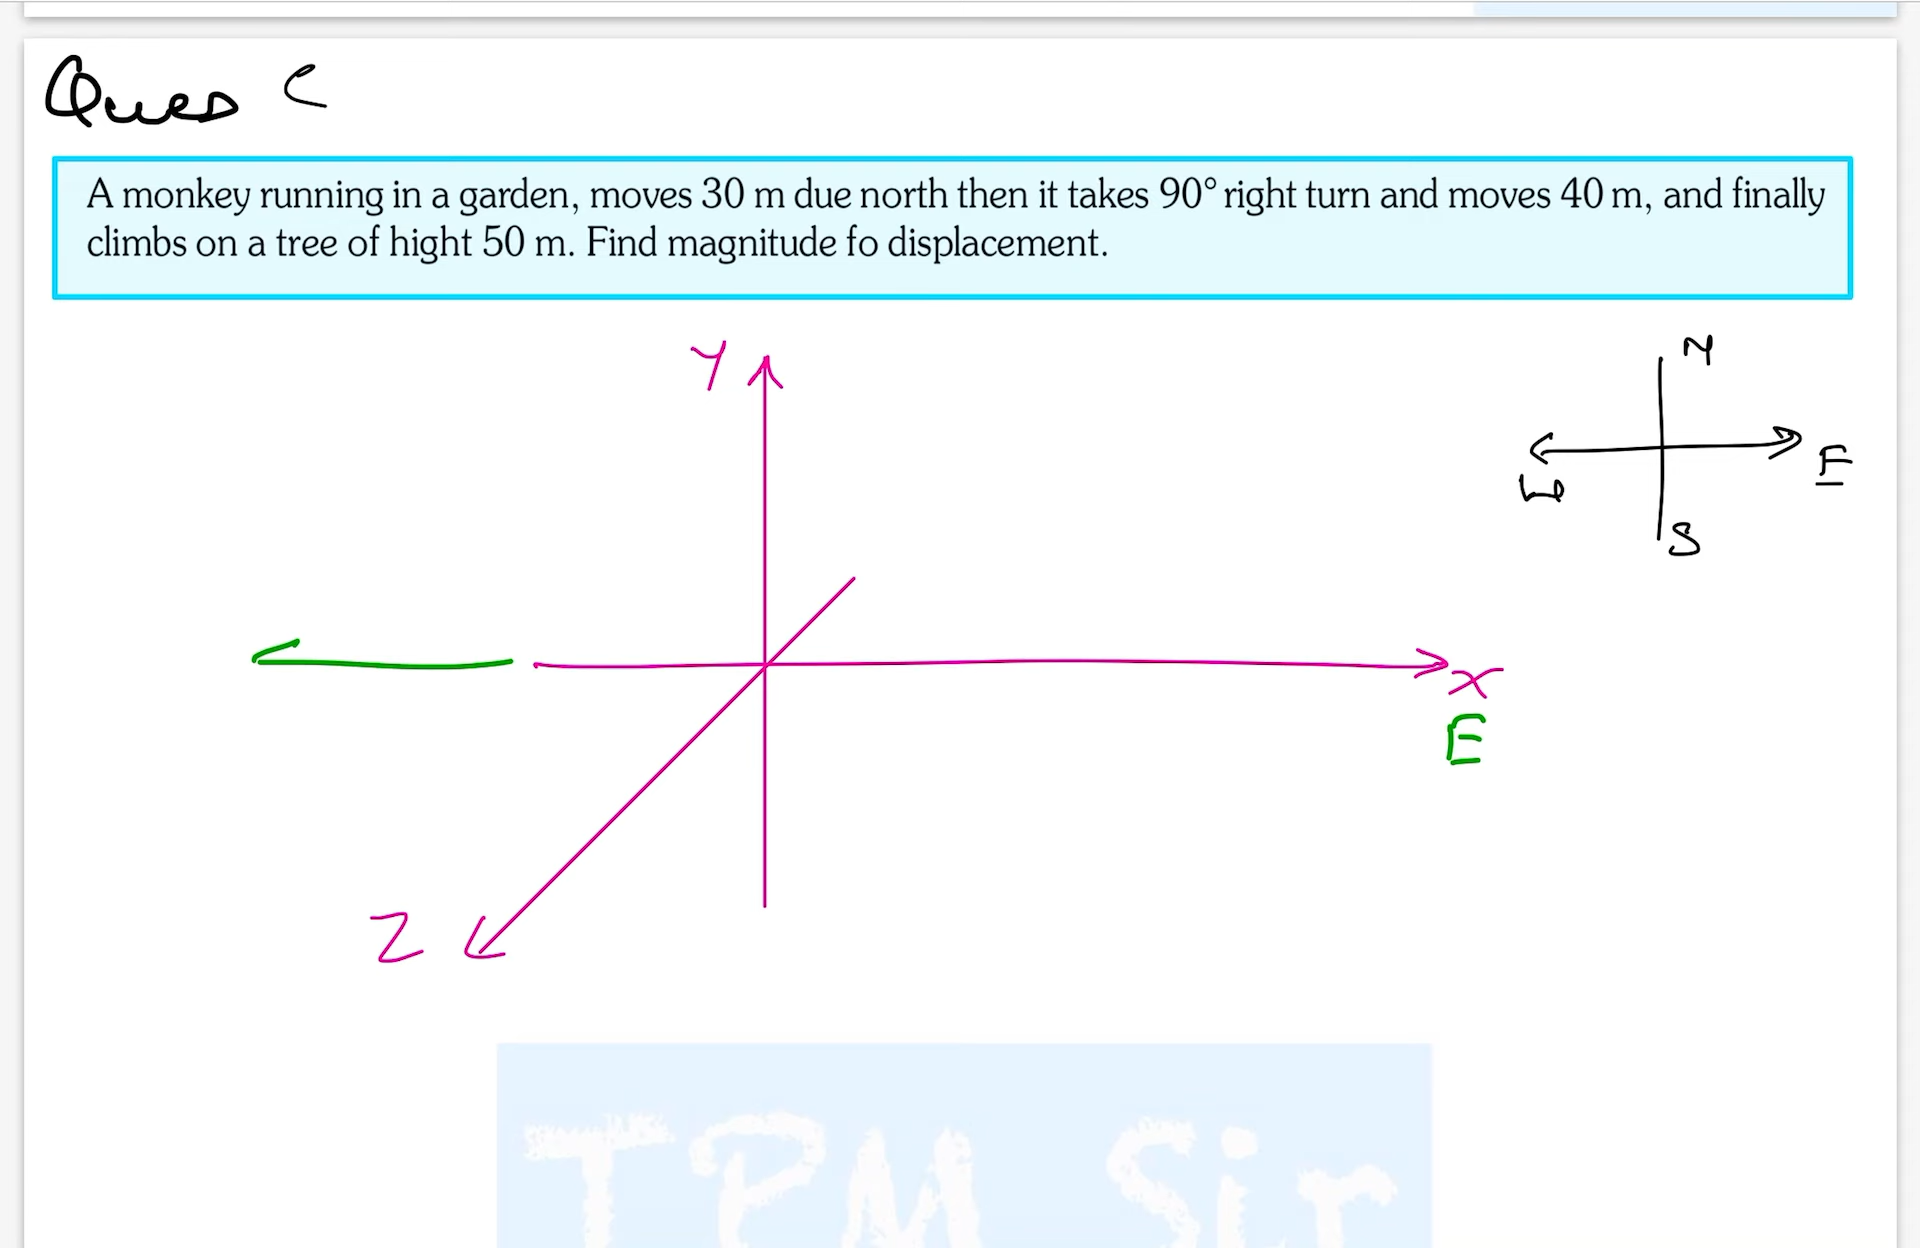 Ques
A monkey running in a garden, moves 30 m due north then it takes 90° right turn and moves 40 m, and finally
climbs on a tree of hight 50 m. Find magnitude fo displacement.
Y
N
E
W
S
X
E
Z
TPM Sir